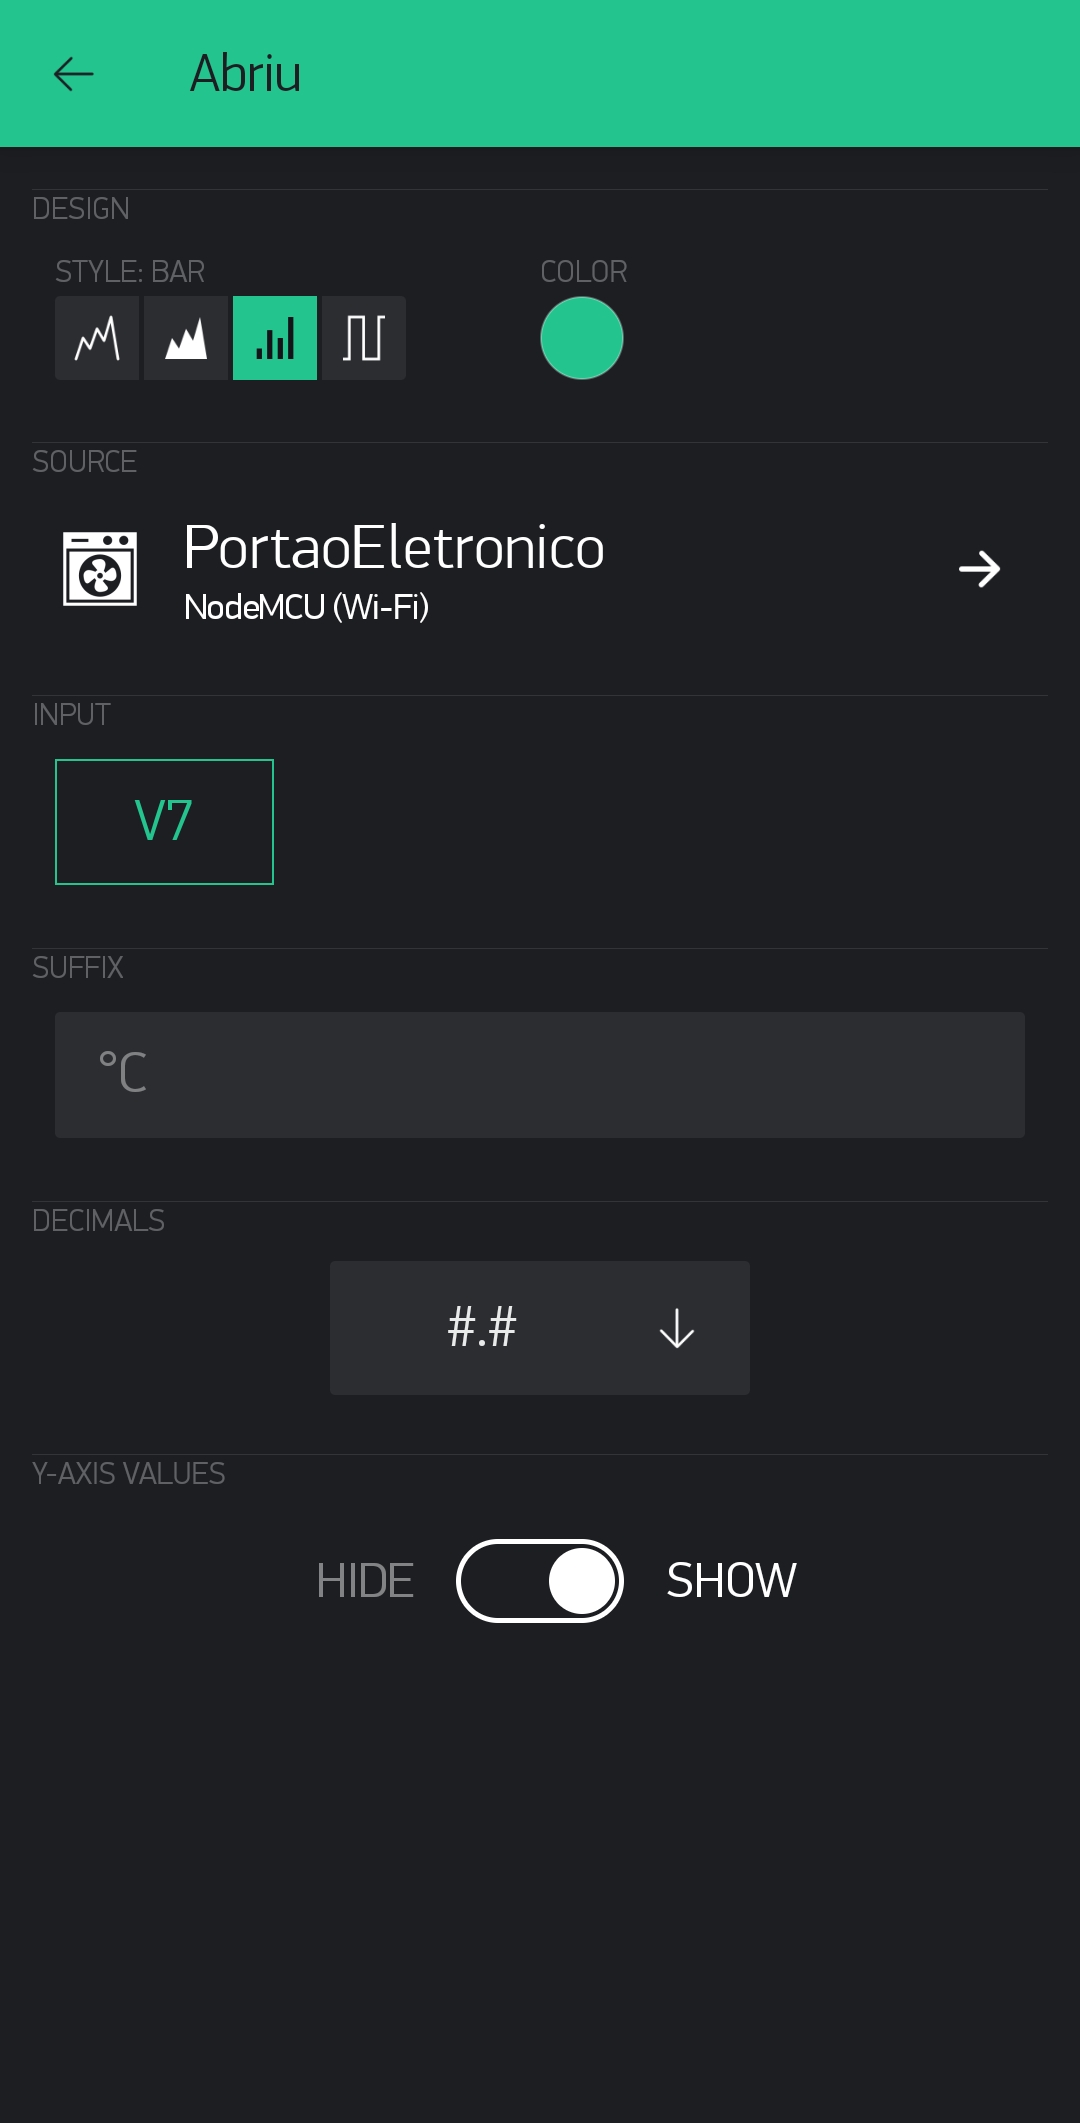 Abriu
DESIGN
STYLE: BAR
COLOR
SOURCE
PortaoEletronico
NodeMCU (Wi-Fi)
INPUT
V7
SUFFIX
°C
DECIMALS
#.#
Y-AXIS VALUES
HIDE
SHOW